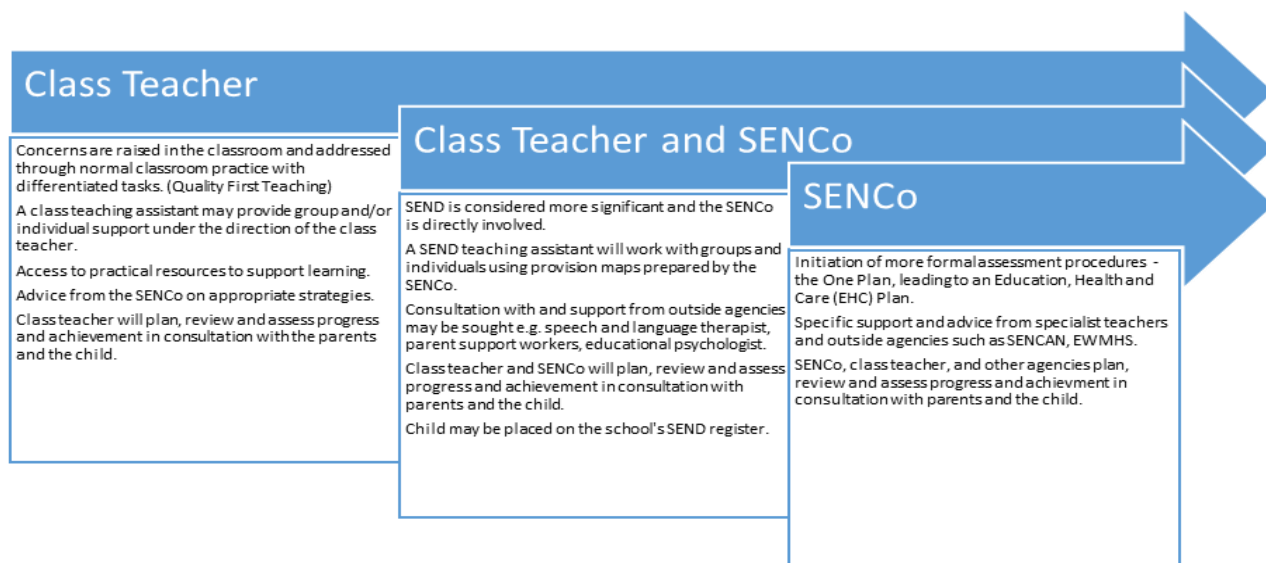 Class Teacher
Concerns are raised in the classroom and addressed
through normal classroom practice with
differentiated tasks. (Quality First Teaching)
A class teaching assistant may provide group and/or
individual support under the direction of the class
teacher.
Access to practical resources to support learning.
Advice from the SENCo on appropriate strategies.
Class teacher will plan, review and assess progress
and achievement in consultation with the parents
and the child.
Class Teacher and SENCo
SEND is considered more significant and the SENCo
is directly involved.
A SEND teaching assistant will work with groups and
individuals using provision maps prepared by the
SENCo.
Consultation with and support from outside agencies
may be sought e.g. speech and language therapist,
parent support workers, educational psychologist.
Class teacher and SENCo will plan, review and assess
progress and achievement in consultation with
parents and the child.
Child may be placed on the school's SEND register.
SENCo
Initiation of more formal assessment procedures -
the One Plan, leading to an Education, Health and
Care (EHC) Plan.
Specific support and advice from specialist teachers
and outside agencies such as SENCAN, EWMHS.
SENCo, class teacher, and other agencies plan,
review and assess progress and achievment in
consultation with parents and the child.